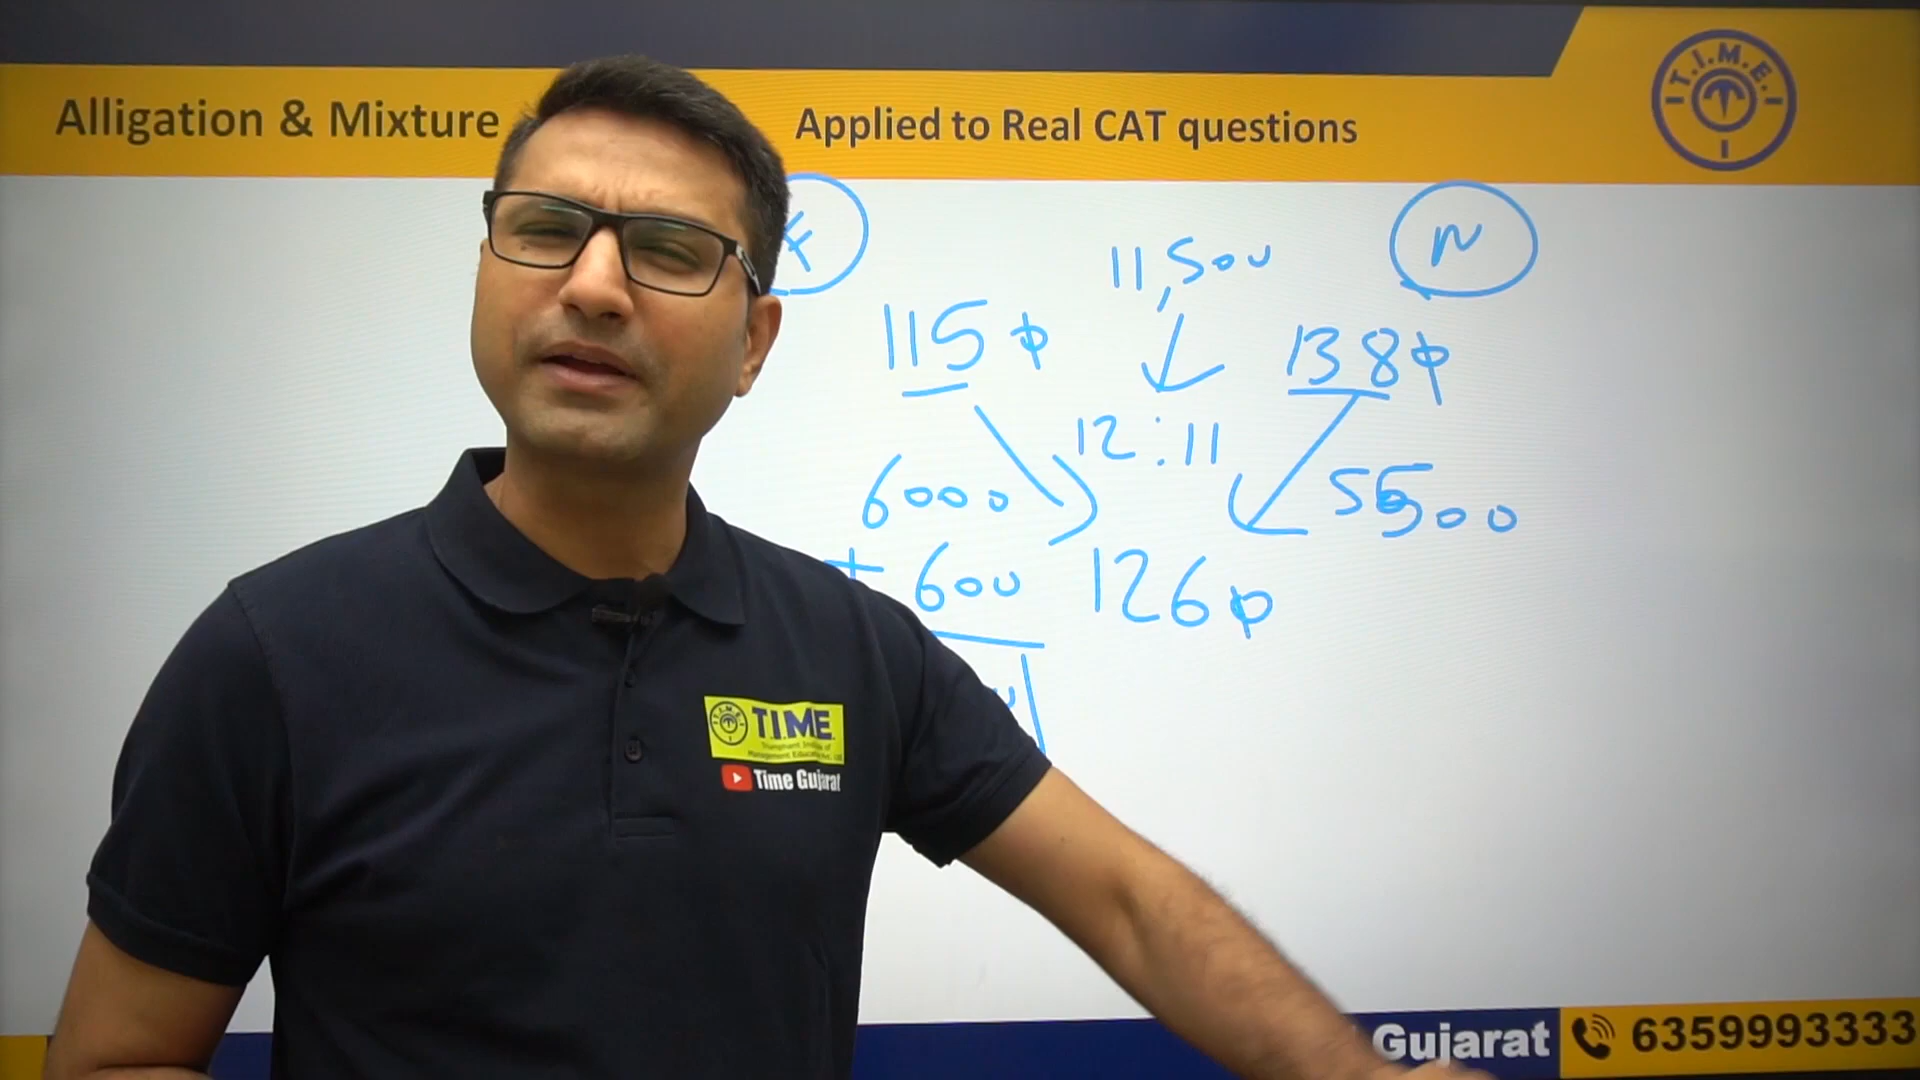 Alligation & Mixture
Applied to Real CAT questions
T.I.M.E.
11,500
N
115 p
138 p
12 : 11
6000
5500
+ 600
126 p
T.I.M.E.
Time Gujarat
Gujarat
6359993333